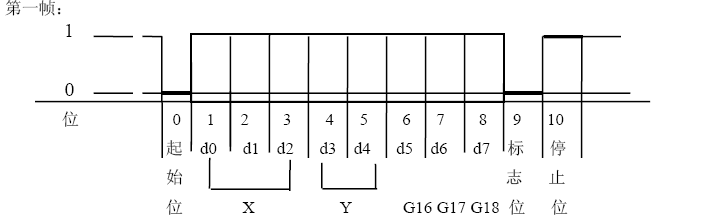 第一帧：
1
0
位 0 1 2 3 4 5 6 7 8 9 10
起始位 d0 d1 d2 d3 d4 d5 d6 d7 标志位 停止位
X Y G16 G17 G18